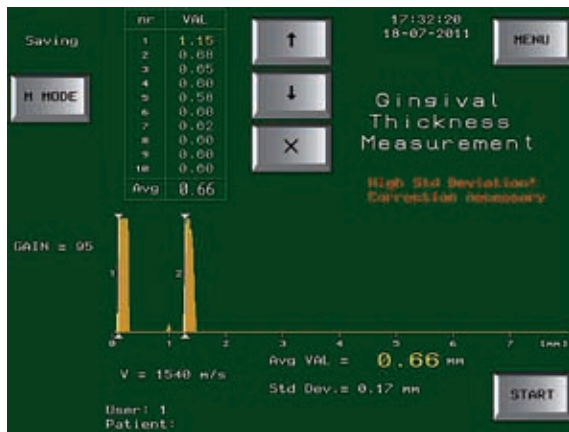 Saving
M MODE
nr VAL
1 1.15
2 0.68
3 0.65
4 0.60
5 0.58
6 0.60
7 0.62
8 0.60
9 0.60
10 0.60
Avg 0.66
↑
↓
×
17:32:20
18-07-2011
MENU
Gingival
Thickness
Measurement
High Std Deviation!
Correction necessary
GAIN = 95
1
2
0 1 2 3 4 5 6 7 [mm]
V = 1540 m/s
Avg VAL = 0.66 mm
Std Dev.= 0.17 mm
START
User: 1
Patient: